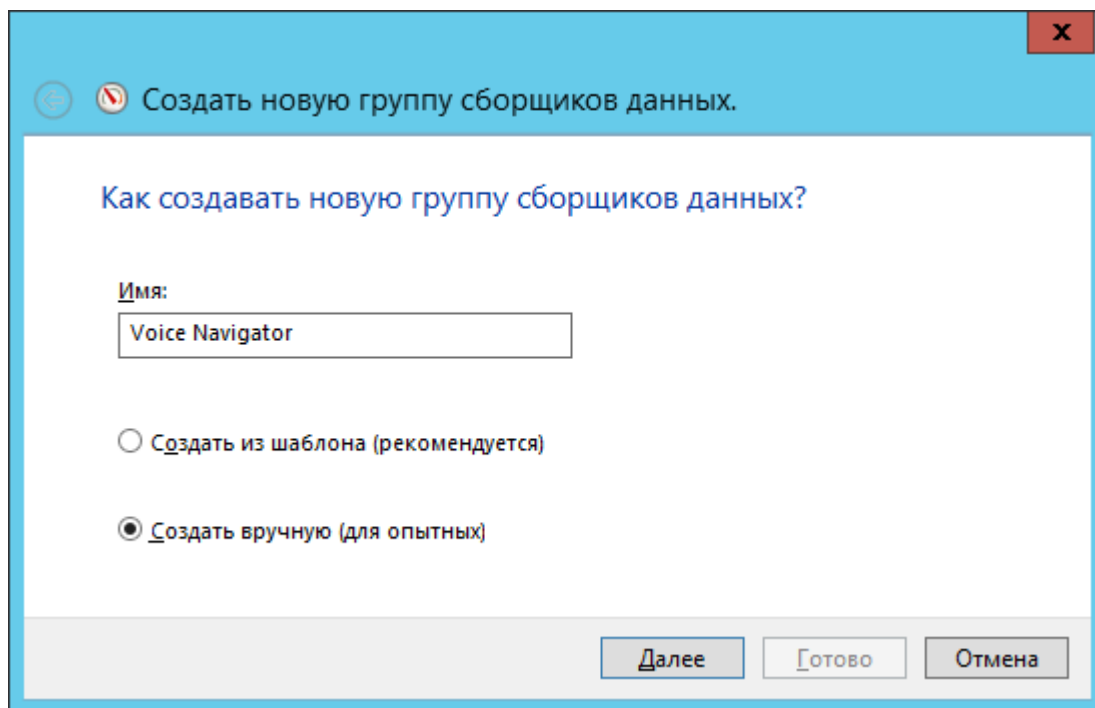 x
Создать новую группу сборщиков данных.
Как создавать новую группу сборщиков данных?
Имя:
Voice Navigator
Создать из шаблона (рекомендуется)
Создать вручную (для опытных)
Далее Готово Отмена